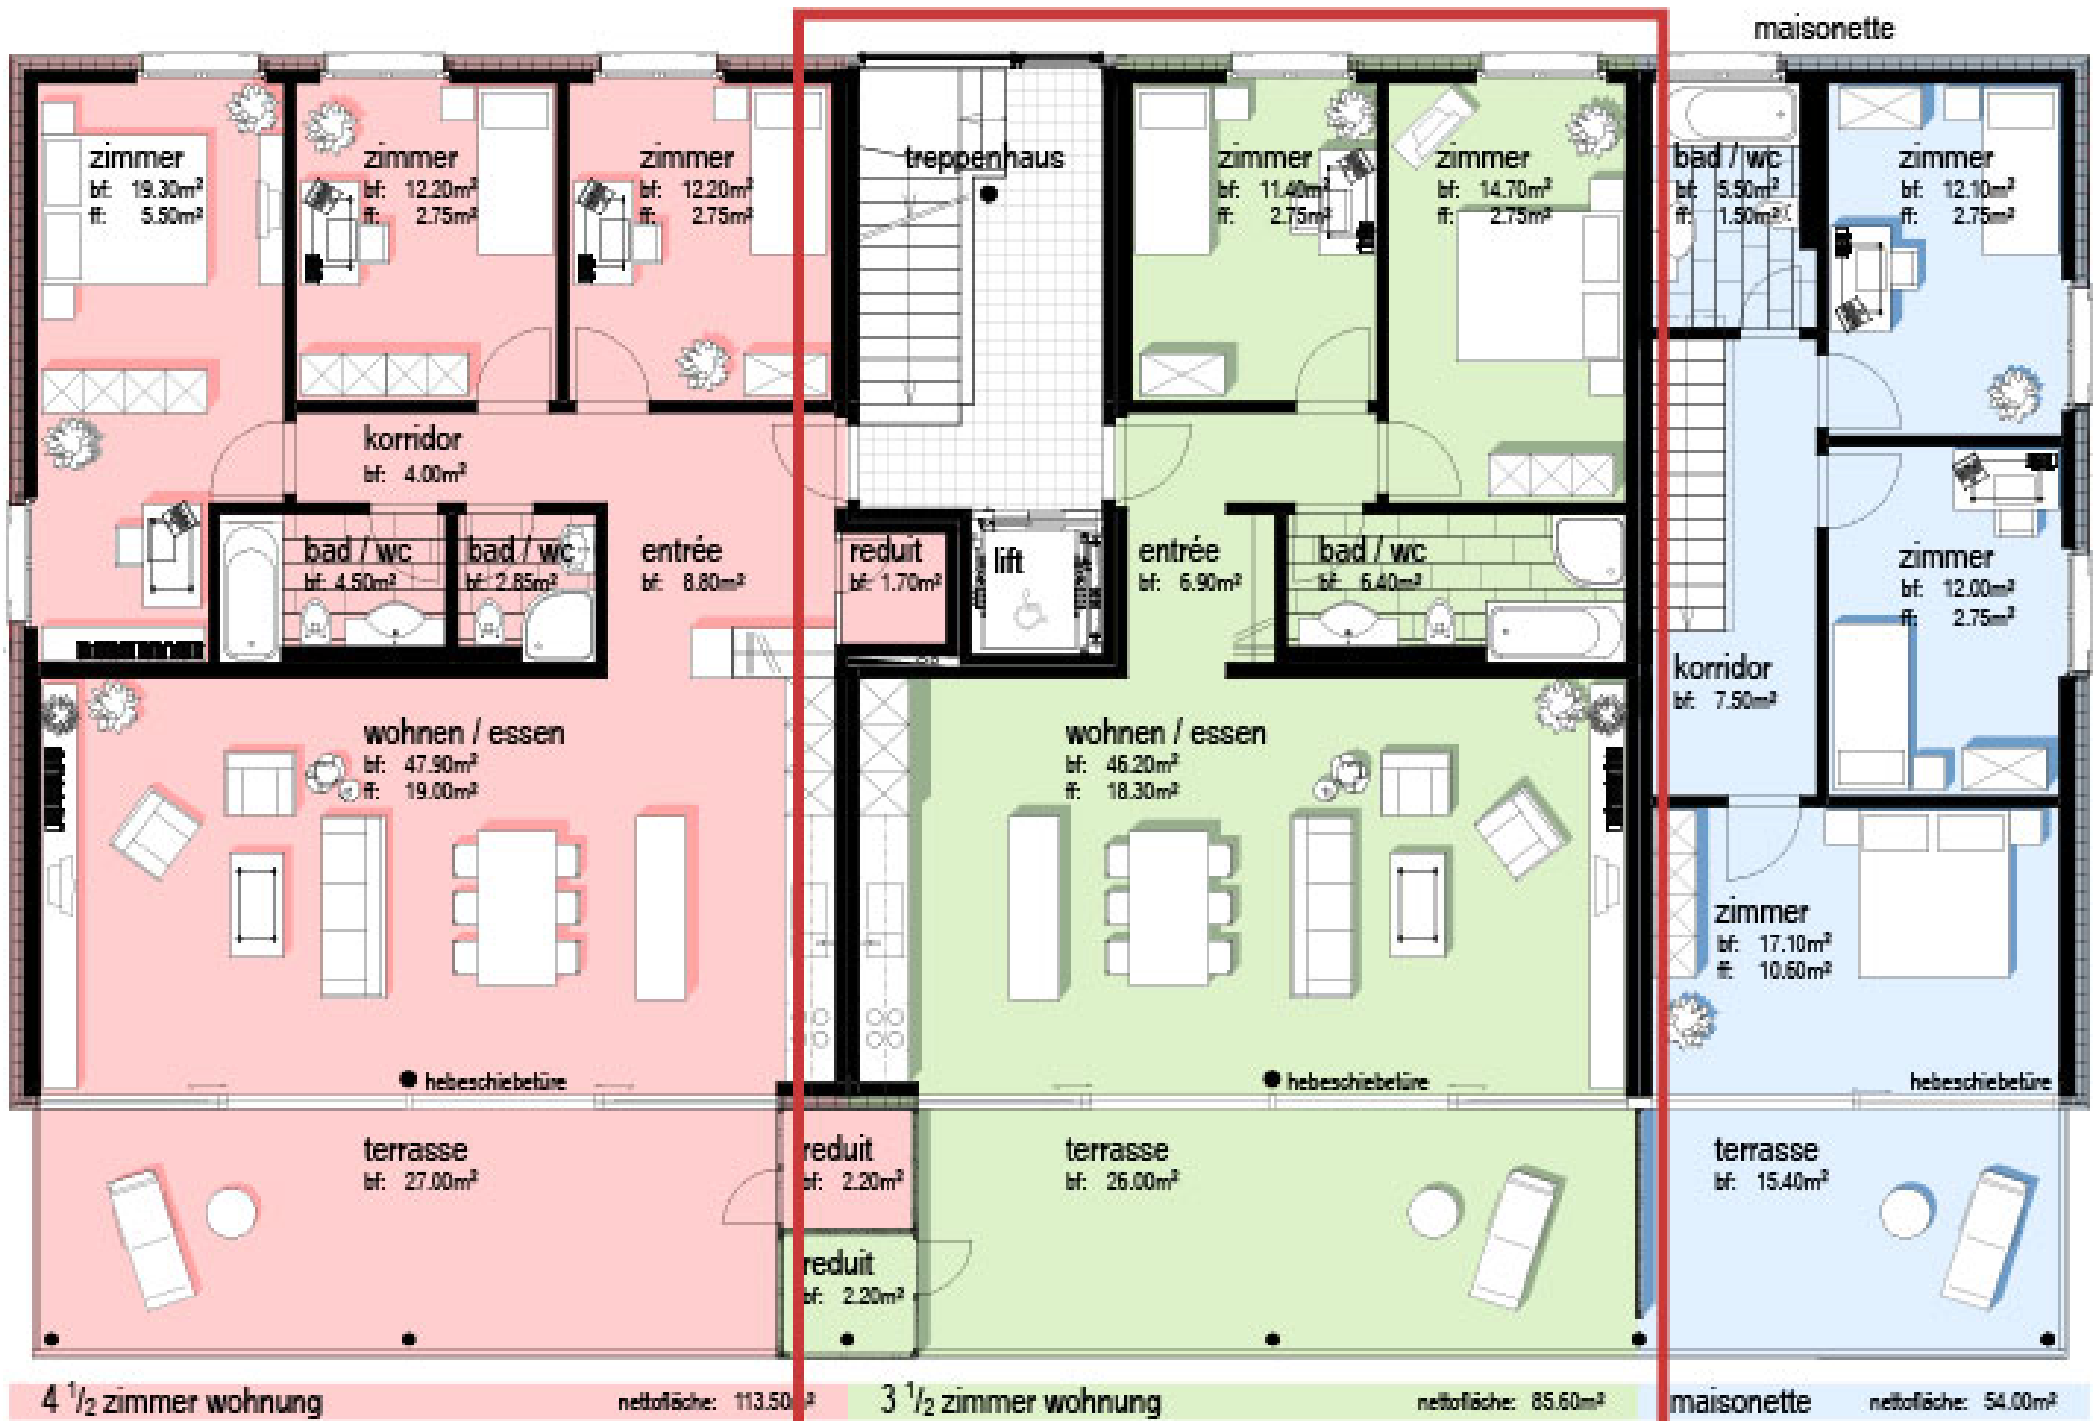 maisonette
zimmer
bf: 19.30m²
ff: 5.50m²
zimmer
bf: 12.20m²
ff: 2.75m²
zimmer
bf: 12.20m²
ff: 2.75m²
treppenhaus
zimmer
bf: 11.40m²
ff: 2.75m²
zimmer
bf: 14.70m²
ff: 2.75m²
bad / wc
bf: 5.50m²
ff: 1.50m²
zimmer
bf: 12.10m²
ff: 2.75m²
korridor
bf: 4.00m²
bad / wc
bf: 4.50m²
bad / wc
bf: 2.85m²
entrée
bf: 8.80m²
reduit
bf: 1.70m²
lift
entrée
bf: 6.90m²
bad / wc
bf: 6.40m²
zimmer
bf: 12.00m²
ff: 2.75m²
korridor
bf: 7.50m²
wohnen / essen
bf: 47.90m²
ff: 19.00m²
wohnen / essen
bf: 46.20m²
ff: 18.30m²
zimmer
bf: 17.10m²
ff: 10.60m²
hebeschiebetüre
hebeschiebetüre
hebeschiebetüre
terrasse
bf: 27.00m²
reduit
bf: 2.20m²
terrasse
bf: 26.00m²
terrasse
bf: 15.40m²
reduit
bf: 2.20m²
4 1/2 zimmer wohnung nettofläche: 113.50m²
3 1/2 zimmer wohnung nettofläche: 85.60m²
maisonette nettofläche: 54.00m²